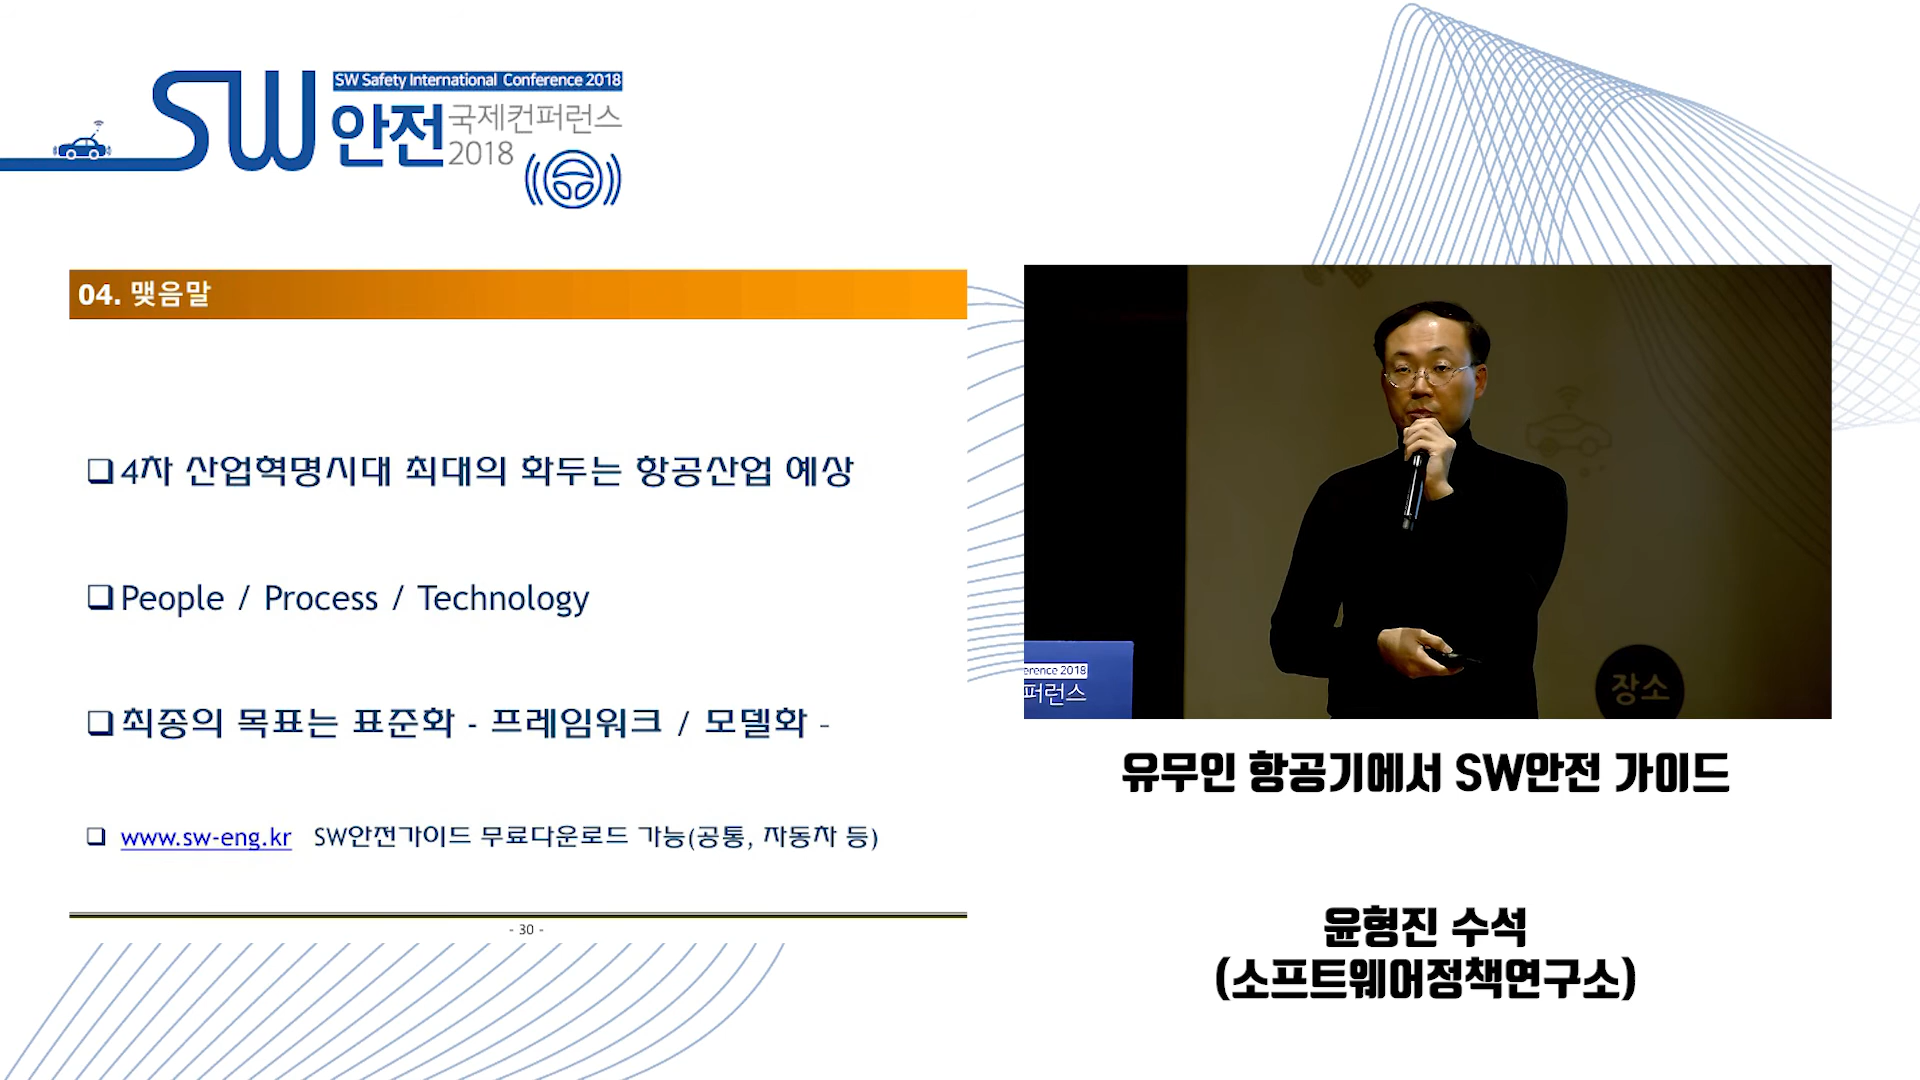 SW
SW Safety International Conference 2018
안전 국제컨퍼런스
2018
04. 맺음말
❑ 4차 산업혁명시대 최대의 화두는 항공산업 예상
❑ People / Process / Technology
❑ 최종의 목표는 표준화 - 프레임워크 / 모델화 -
❑ www.sw-eng.kr SW안전가이드 무료다운로드 가능(공통, 자동차 등)
- 30 -
erence 2018
퍼런스
장소
유무인 항공기에서 SW안전 가이드
윤형진 수석
(소프트웨어정책연구소)